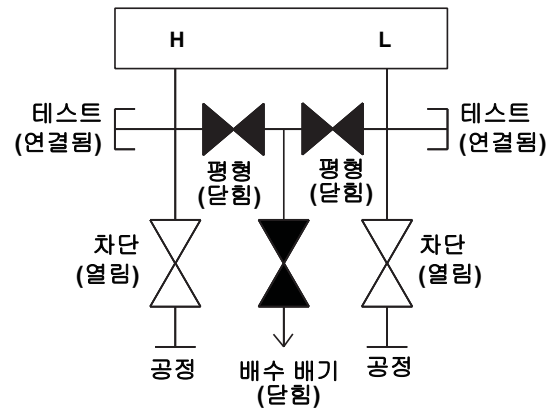 H
L
테스트
(연결됨)
테스트
(연결됨)
평형
(닫힘)
평형
(닫힘)
차단
(열림)
차단
(열림)
공정
배수 배기
(닫힘)
공정